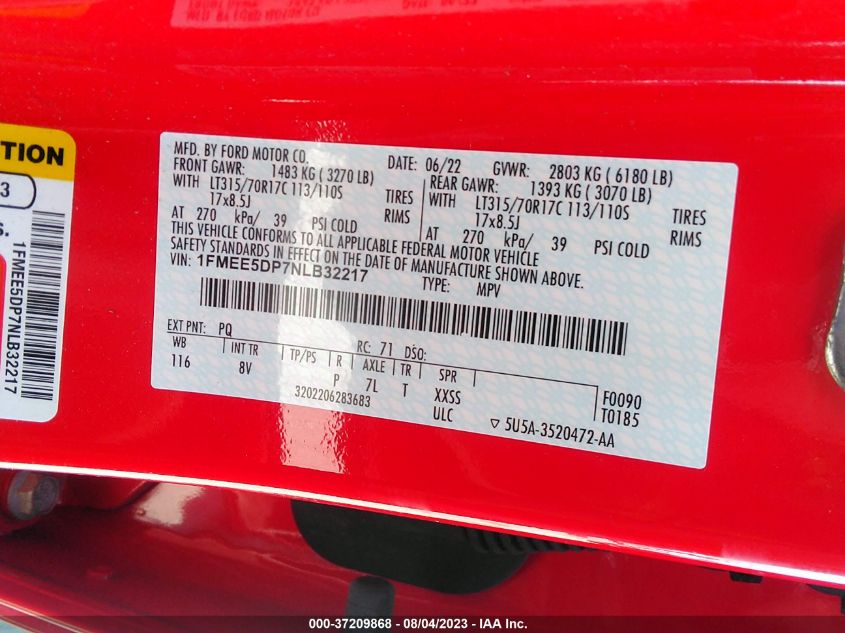 MFD. BY FORD MOTOR CO.
DATE: 06/22 GVWR: 2803 KG ( 6180 LB)
FRONT GAWR: 1483 KG ( 3270 LB)
REAR GAWR: 1393 KG ( 3070 LB)
WITH LT315/70R17C 113/110S TIRES
WITH LT315/70R17C 113/110S TIRES
17x8.5J RIMS
17x8.5J RIMS
AT 270 kPa/ 39 PSI COLD
AT 270 kPa/ 39 PSI COLD
THIS VEHICLE CONFORMS TO ALL APPLICABLE FEDERAL MOTOR VEHICLE
SAFETY STANDARDS IN EFFECT ON THE DATE OF MANUFACTURE SHOWN ABOVE.
VIN: 1FMEE5DP7NLB32217
TYPE: MPV
EXT PNT: PQ RC: 71 DSO:
WB INT TR TP/PS R AXLE TR SPR
116 8V P 7L T XXSS
3202206283683 ULC
F0090
T0185
▽ 5U5A-3520472-AA
TION
3
s.
1FMEE5DP7NLB32217
000-37209868 - 08/04/2023 - IAA Inc.